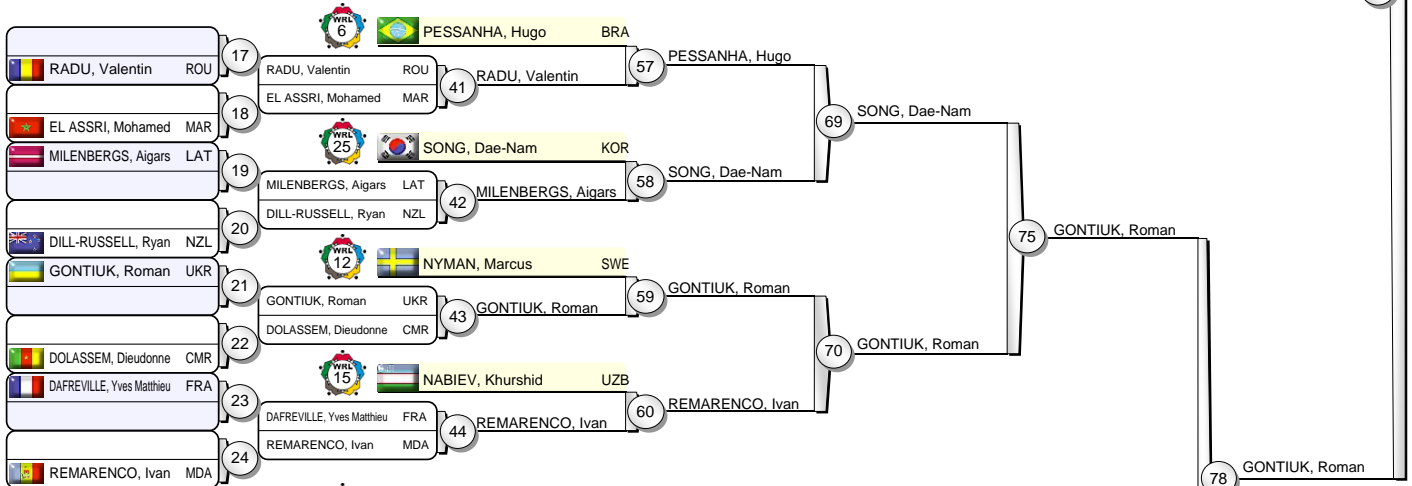 WRL
6
PESSANHA, Hugo BRA
17
57
PESSANHA, Hugo
RADU, Valentin ROU
RADU, Valentin ROU
RADU, Valentin
41
EL ASSRI, Mohamed MAR
18
69
SONG, Dae-Nam
EL ASSRI, Mohamed MAR
WRL
25
SONG, Dae-Nam KOR
MILENBERGS, Aigars LAT
19
58
SONG, Dae-Nam
MILENBERGS, Aigars LAT
MILENBERGS, Aigars
42
DILL-RUSSELL, Ryan NZL
20
75
GONTIUK, Roman
DILL-RUSSELL, Ryan NZL
WRL
12
NYMAN, Marcus SWE
GONTIUK, Roman UKR
21
59
GONTIUK, Roman
GONTIUK, Roman UKR
GONTIUK, Roman
43
DOLASSEM, Dieudonne CMR
22
70
GONTIUK, Roman
DOLASSEM, Dieudonne CMR
WRL
15
NABIEV, Khurshid UZB
DAFREVILLE, Yves Matthieu FRA
23
60
REMARENCO, Ivan
DAFREVILLE, Yves Matthieu FRA
REMARENCO, Ivan
44
REMARENCO, Ivan MDA
24
REMARENCO, Ivan MDA
78
GONTIUK, Roman